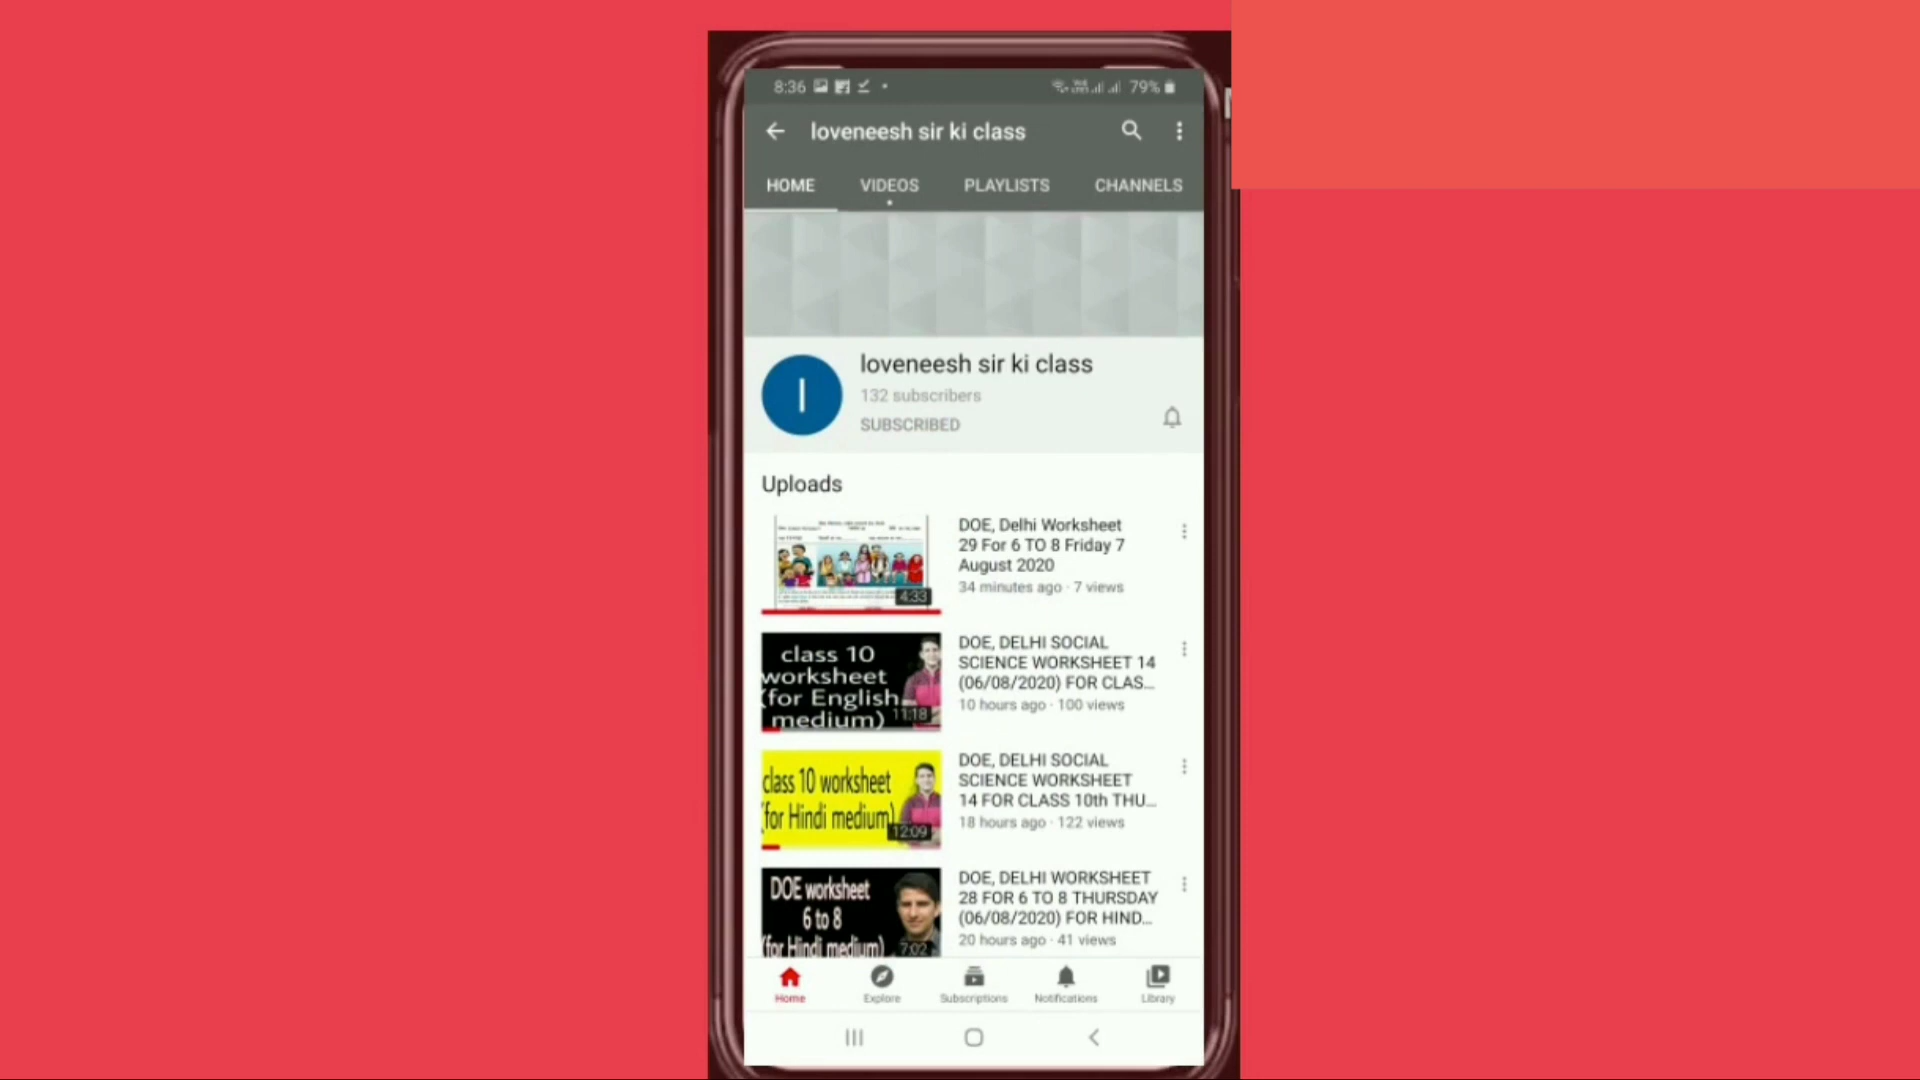 8:36
79%
loveneesh sir ki class
HOME VIDEOS PLAYLISTS CHANNELS
l
loveneesh sir ki class
132 subscribers
SUBSCRIBED
Uploads
4:33
DOE, Delhi Worksheet
29 For 6 TO 8 Friday 7
August 2020
34 minutes ago · 7 views
class 10
worksheet
(for English
medium)
11:18
DOE, DELHI SOCIAL
SCIENCE WORKSHEET 14
(06/08/2020) FOR CLAS...
10 hours ago · 100 views
class 10 worksheet
(for Hindi medium)
12:09
DOE, DELHI SOCIAL
SCIENCE WORKSHEET
14 FOR CLASS 10th THU...
18 hours ago · 122 views
DOE worksheet
6 to 8
(for Hindi medium)
7:02
DOE, DELHI WORKSHEET
28 FOR 6 TO 8 THURSDAY
(06/08/2020) FOR HIND...
20 hours ago · 41 views
Home Explore Subscriptions Notifications Library